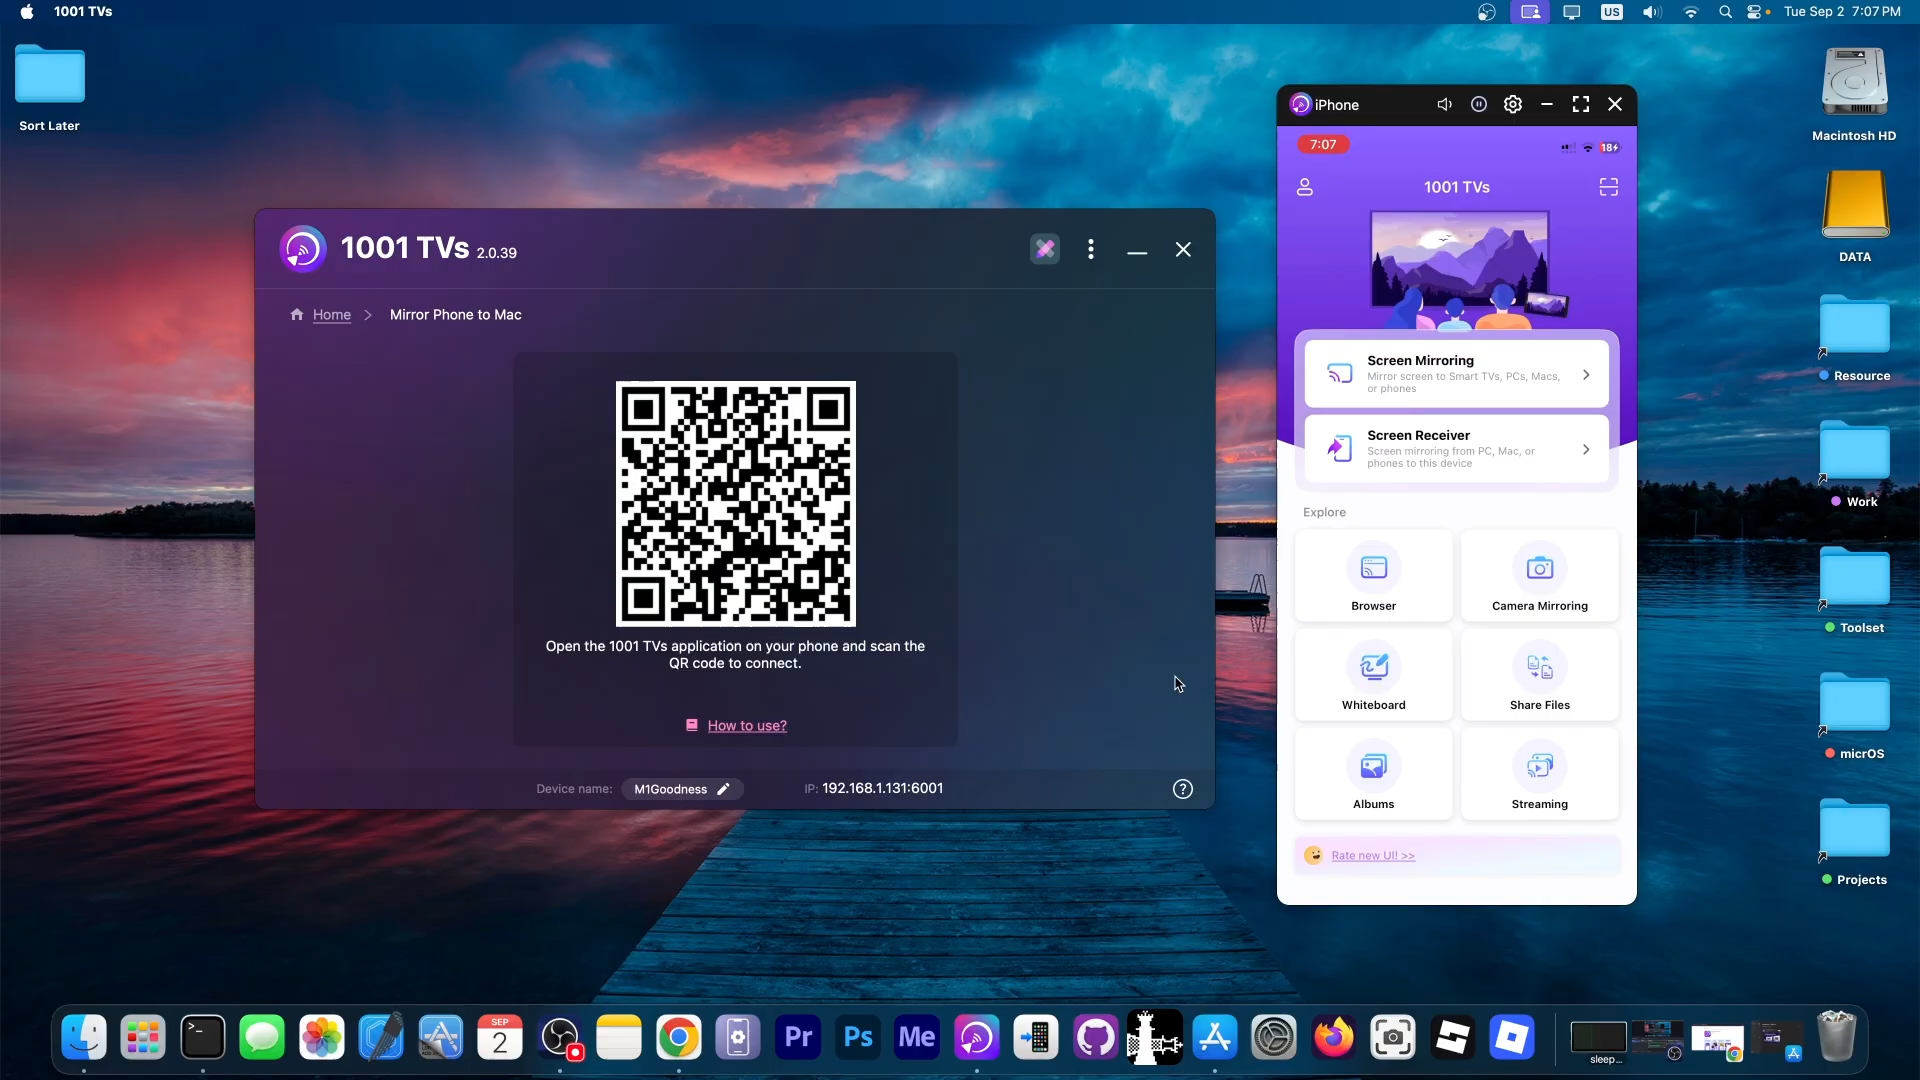 1001 TVs
US
Tue Sep 2 7:07 PM
Sort Later
Macintosh HD
DATA
Resource
Work
Toolset
micrOS
Projects
1001 TVs 2.0.39
Home > Mirror Phone to Mac
Open the 1001 TVs application on your phone and scan the
QR code to connect.
How to use?
Device name: M1Goodness
IP: 192.168.1.131:6001
?
iPhone
7:07
18
1001 TVs
Screen Mirroring
Mirror screen to Smart TVs, PCs, Macs,
or phones
Screen Receiver
Screen mirroring from PC, Mac, or
phones to this device
Explore
Browser
Camera Mirroring
Whiteboard
Share Files
Albums
Streaming
Rate new UI! >>
>_
SEP
2
Pr
Ps
Me
sleep...